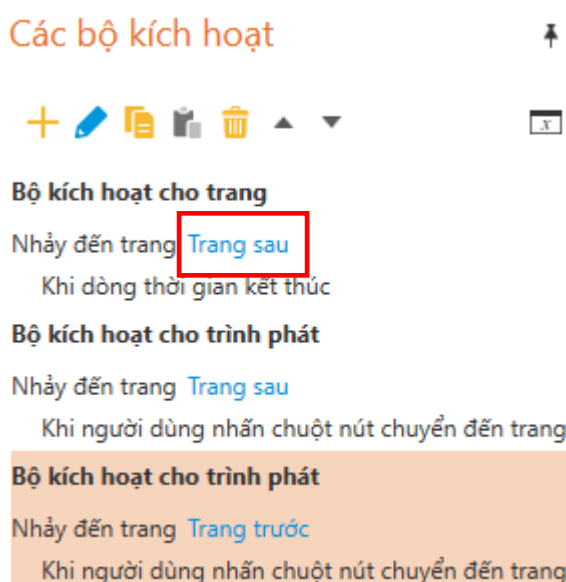 Các bộ kích hoạt
x
Bộ kích hoạt cho trang
Nhảy đến trang Trang sau
Khi dòng thời gian kết thúc
Bộ kích hoạt cho trình phát
Nhảy đến trang Trang sau
Khi người dùng nhấn chuột nút chuyển đến trang
Bộ kích hoạt cho trình phát
Nhảy đến trang Trang trước
Khi người dùng nhấn chuột nút chuyển đến trang